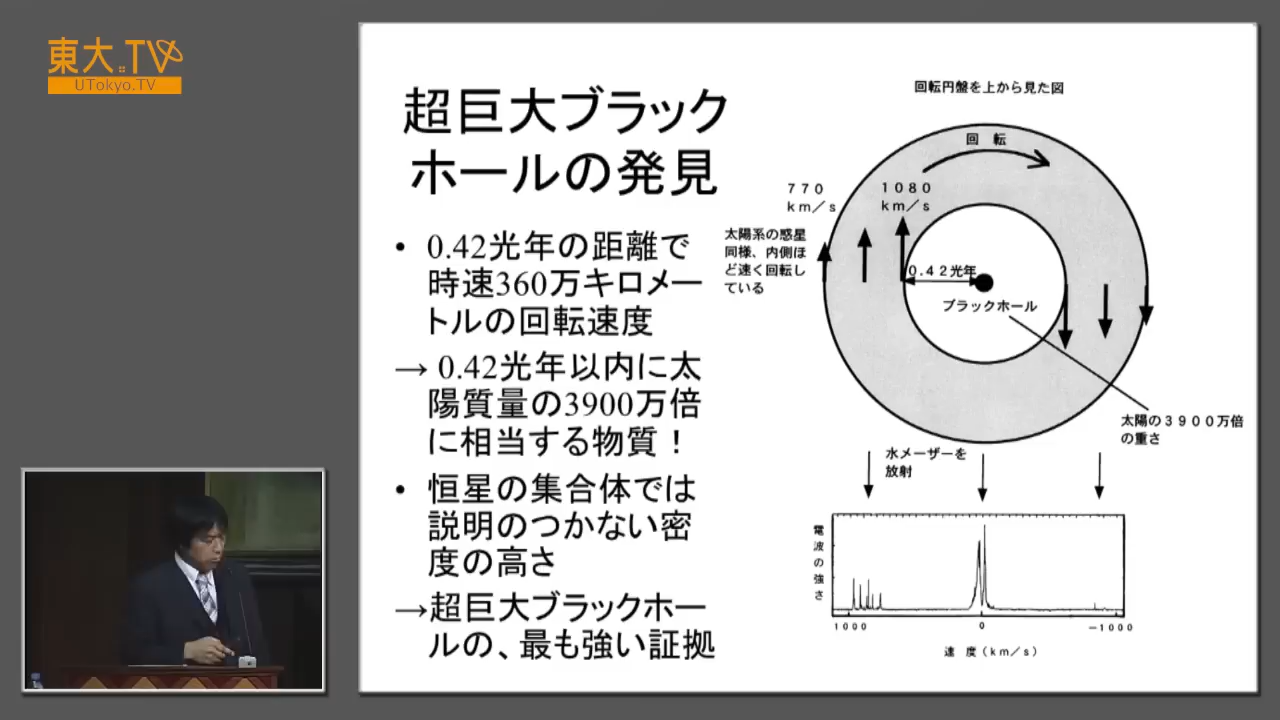 東大.TV
UTokyo.TV
超巨大ブラック
ホールの発見
• 0.42光年の距離で
時速360万キロメー
トルの回転速度
→ 0.42光年以内に太
陽質量の3900万倍
に相当する物質！
• 恒星の集合体では
説明のつかない密
度の高さ
→超巨大ブラックホー
ルの、最も強い証拠
回転円盤を上から見た図
回 転
770
km／s
1080
km／s
太陽系の惑星
同様、内側ほ
ど速く回転し
ている
0.42光年
ブラックホール
太陽の3900万倍
の重さ
水メーザーを
放射
電波の強さ
1000
0
－1000
速 度（km／s）